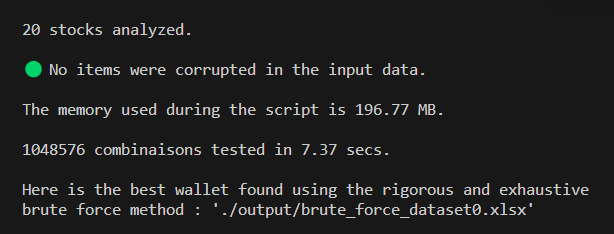 20 stocks analyzed.
No items were corrupted in the input data.
The memory used during the script is 196.77 MB.
1048576 combinaisons tested in 7.37 secs.
Here is the best wallet found using the rigorous and exhaustive
brute force method : './output/brute_force_dataset0.xlsx'